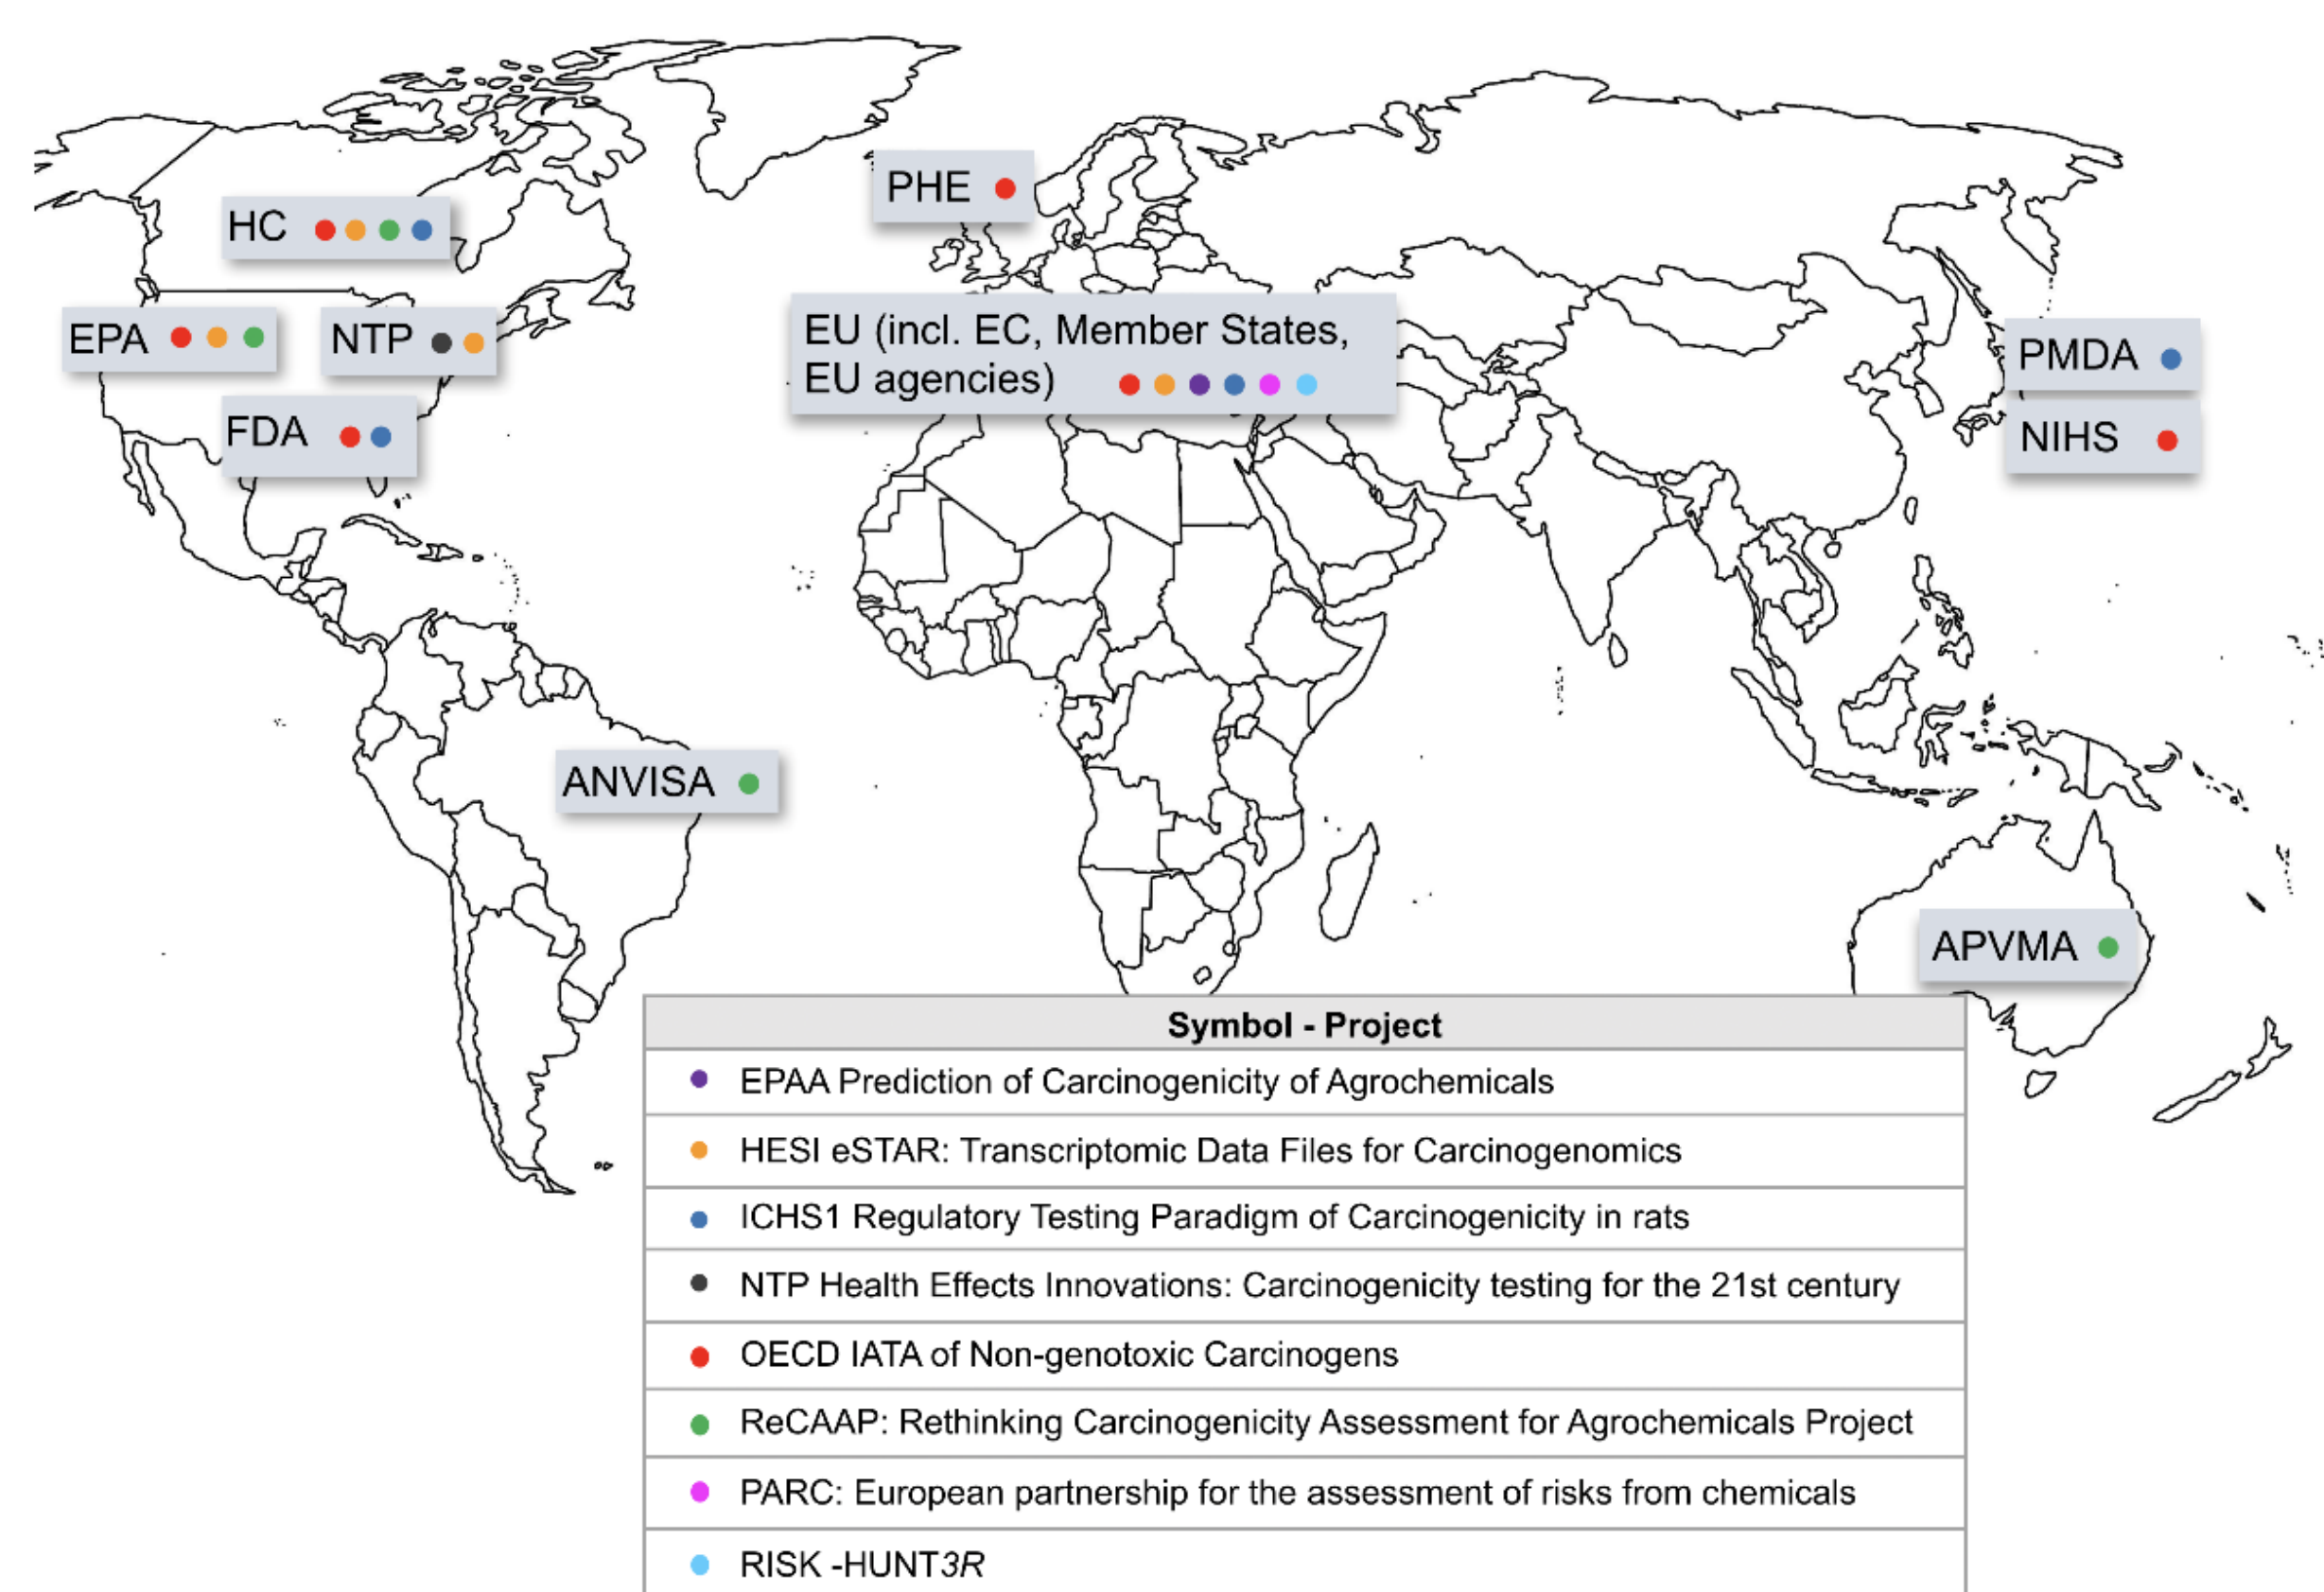 PHE
HC
EPA
NTP
EU (incl. EC, Member States,
EU agencies)
PMDA
FDA
NIHS
ANVISA
APVMA
Symbol - Project
EPAA Prediction of Carcinogenicity of Agrochemicals
HESI eSTAR: Transcriptomic Data Files for Carcinogenomics
ICHS1 Regulatory Testing Paradigm of Carcinogenicity in rats
NTP Health Effects Innovations: Carcinogenicity testing for the 21st century
OECD IATA of Non-genotoxic Carcinogens
ReCAAP: Rethinking Carcinogenicity Assessment for Agrochemicals Project
PARC: European partnership for the assessment of risks from chemicals
RISK -HUNT3R